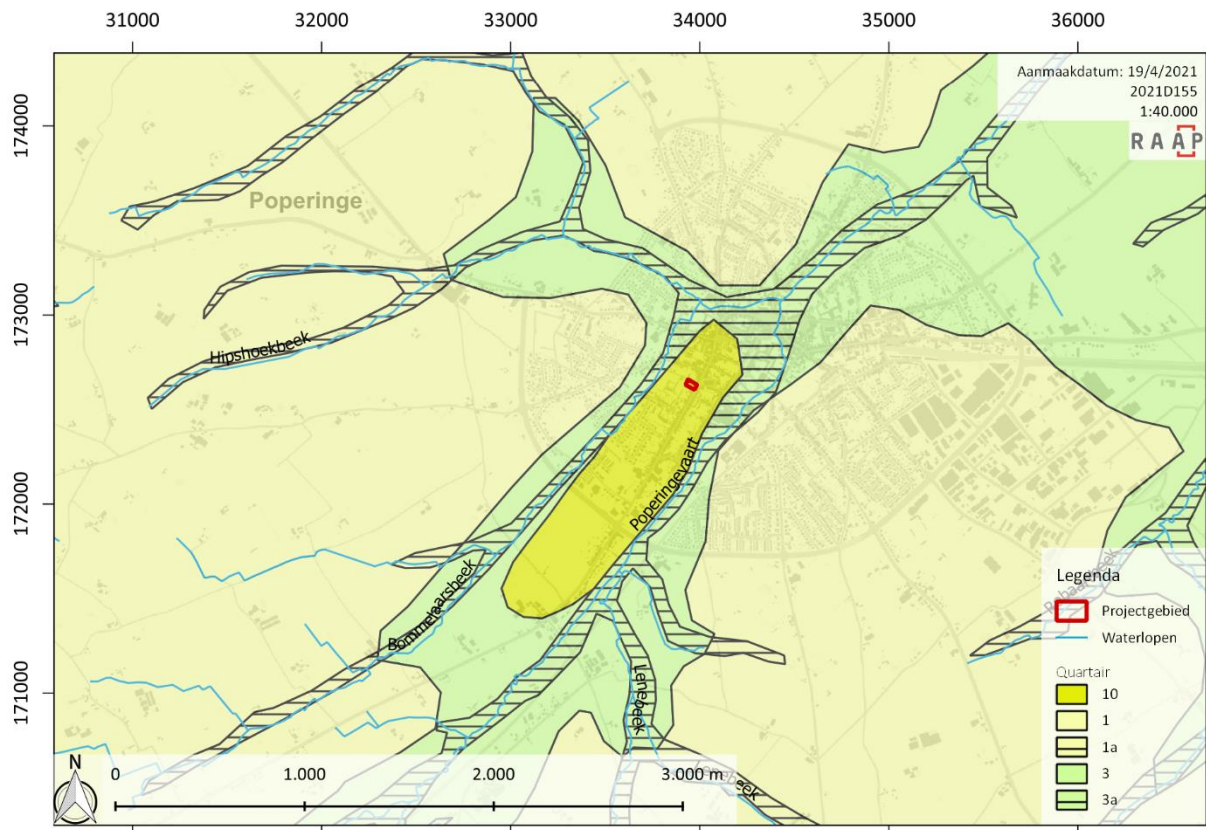 31000 32000 33000 34000 35000 36000
174000
173000
172000
171000
Aanmaakdatum: 19/4/2021
2021D155
1:40.000
RAAP
Poperinge
Hipshoekbeek
Poperingevaart
Bommelaarsbeek
Lenebeek
N
0 1.000 2.000 3.000 m
Legenda
Projectgebied
Waterlopen
Quartair
10
1
1a
3
3a